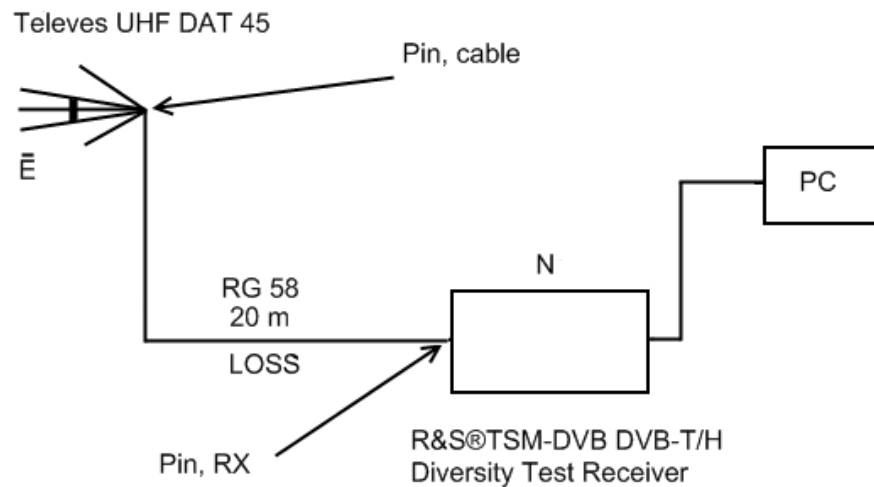 Televes UHF DAT 45
Pin, cable
Ē
PC
N
RG 58
20 m
LOSS
Pin, RX
R&S®TSM-DVB DVB-T/H
Diversity Test Receiver